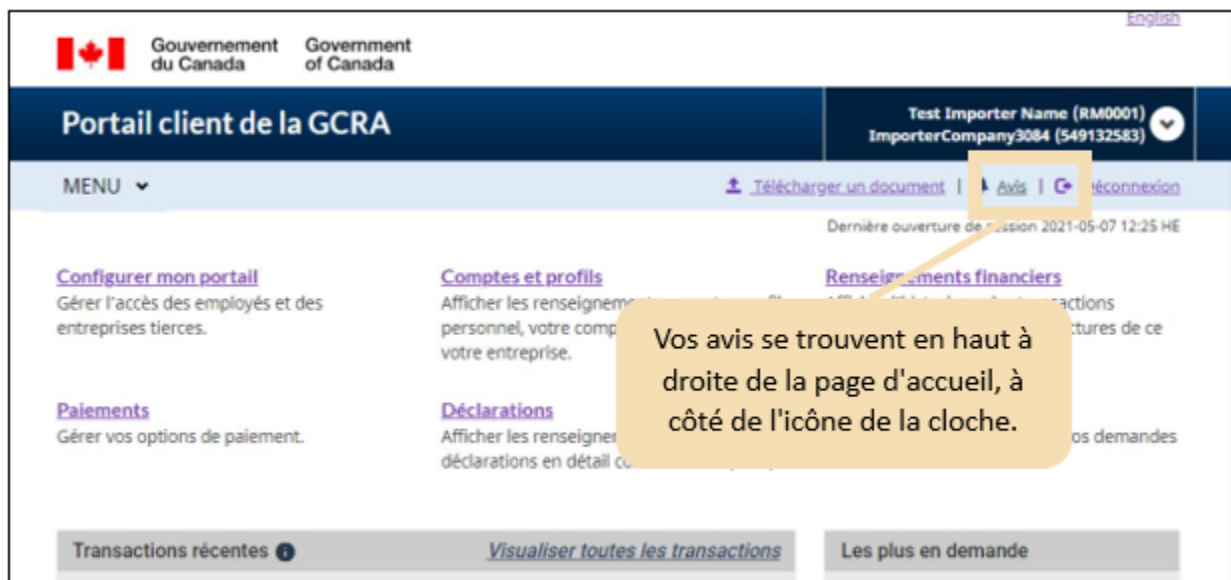 English
Gouvernement du Canada
Government of Canada
Portail client de la GCRA
Test Importer Name (RM0001)
ImporterCompany3084 (549132583)
MENU
Télécharger un document | Avis | Déconnexion
Dernière ouverture de session 2021-05-07 12:25 HE
Configurer mon portail
Gérer l'accès des employés et des
entreprises tierces.
Comptes et profils
Afficher les
personnel, votre
votre entreprise.
Renseignements financiers
ctures de ce
Paiements
Gérer vos options de paiement.
Déclarations
Afficher les
déclarations en détail
os demandes
Vos avis se trouvent en haut à
droite de la page d'accueil, à
côté de l'icône de la cloche.
Transactions récentes
Visualiser toutes les transactions
Les plus en demande